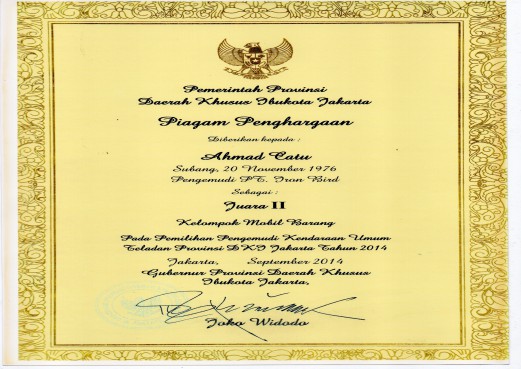 Pemerintah Provinsi
Daerah Khusus Ibukota Jakarta
Piagam Penghargaan
Diberikan kepada :
Ahmad Catu
Subang, 20 November 1976
Pengemudi PT. Iron Bird
Sebagai :
Juara II
Kelompok Mobil Barang
Pada Pemilihan Pengemudi Kendaraan Umum
Teladan Provinsi DKI Jakarta Tahun 2014
Jakarta, September 2014
Gubernur Provinsi Daerah Khusus
Ibukota Jakarta,
Joko Widodo